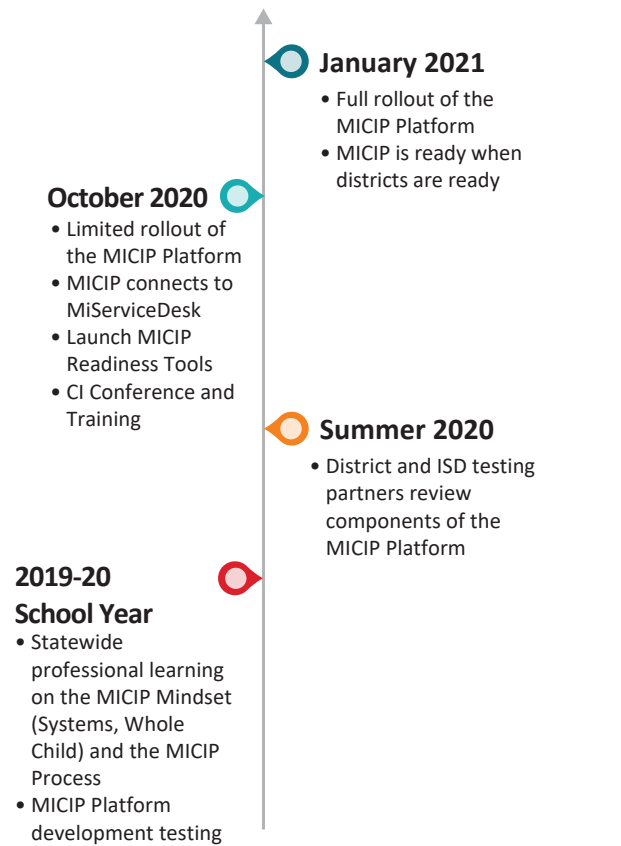 January 2021
• Full rollout of the
MICIP Platform
• MICIP is ready when
districts are ready
October 2020
• Limited rollout of
the MICIP Platform
• MICIP connects to
MiServiceDesk
• Launch MICIP
Readiness Tools
• CI Conference and
Training
Summer 2020
• District and ISD testing
partners review
components of the
MICIP Platform
2019-20
School Year
• Statewide
professional learning
on the MICIP Mindset
(Systems, Whole
Child) and the MICIP
Process
• MICIP Platform
development testing